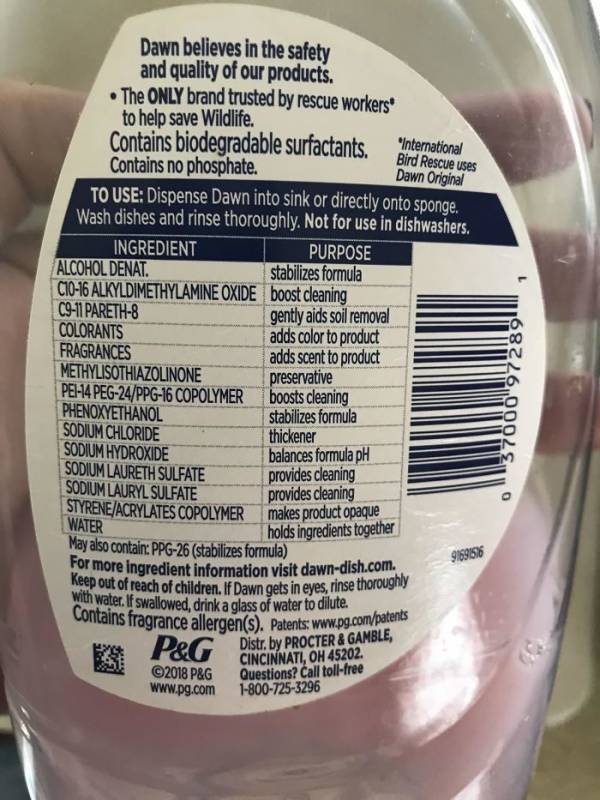 Dawn believes in the safety
and quality of our products.
• The ONLY brand trusted by rescue workers*
to help save Wildlife.
Contains biodegradable surfactants.
Contains no phosphate.
*International
Bird Rescue uses
Dawn Original
TO USE: Dispense Dawn into sink or directly onto sponge.
Wash dishes and rinse thoroughly. Not for use in dishwashers.
INGREDIENT PURPOSE
ALCOHOL DENAT. stabilizes formula
C10-16 ALKYLDIMETHYLAMINE OXIDE boost cleaning
C9-11 PARETH-8 gently aids soil removal
COLORANTS adds color to product
FRAGRANCES adds scent to product
METHYLISOTHIAZOLINONE preservative
PEI-14 PEG-24/PPG-16 COPOLYMER boosts cleaning
PHENOXYETHANOL stabilizes formula
SODIUM CHLORIDE thickener
SODIUM HYDROXIDE balances formula pH
SODIUM LAURETH SULFATE provides cleaning
SODIUM LAURYL SULFATE provides cleaning
STYRENE/ACRYLATES COPOLYMER makes product opaque
WATER holds ingredients together
May also contain: PPG-26 (stabilizes formula)
For more ingredient information visit dawn-dish.com.
Keep out of reach of children. If Dawn gets in eyes, rinse thoroughly
with water. If swallowed, drink a glass of water to dilute.
Contains fragrance allergen(s). Patents: www.pg.com/patents
P&G
©2018 P&G
www.pg.com
Distr. by PROCTER & GAMBLE,
CINCINNATI, OH 45202.
Questions? Call toll-free
1-800-725-3296
0 37000 97289 1
91691516